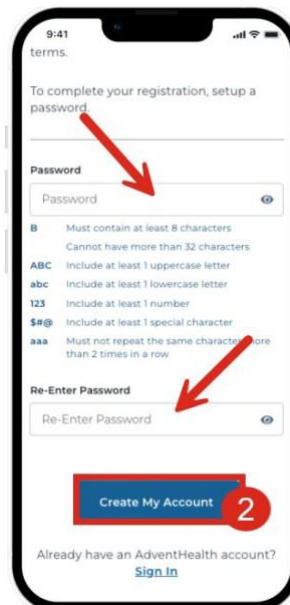 9:41
terms.
To complete your registration, setup a
password.
Password
Password
B Must contain at least 8 characters
Cannot have more than 32 characters
ABC Include at least 1 uppercase letter
abc Include at least 1 lowercase letter
123 Include at least 1 number
$#@ Include at least 1 special character
aaa Must not repeat the same character more
than 2 times in a row
Re-Enter Password
Re-Enter Password
Create My Account
2
Already have an AdventHealth account?
Sign In